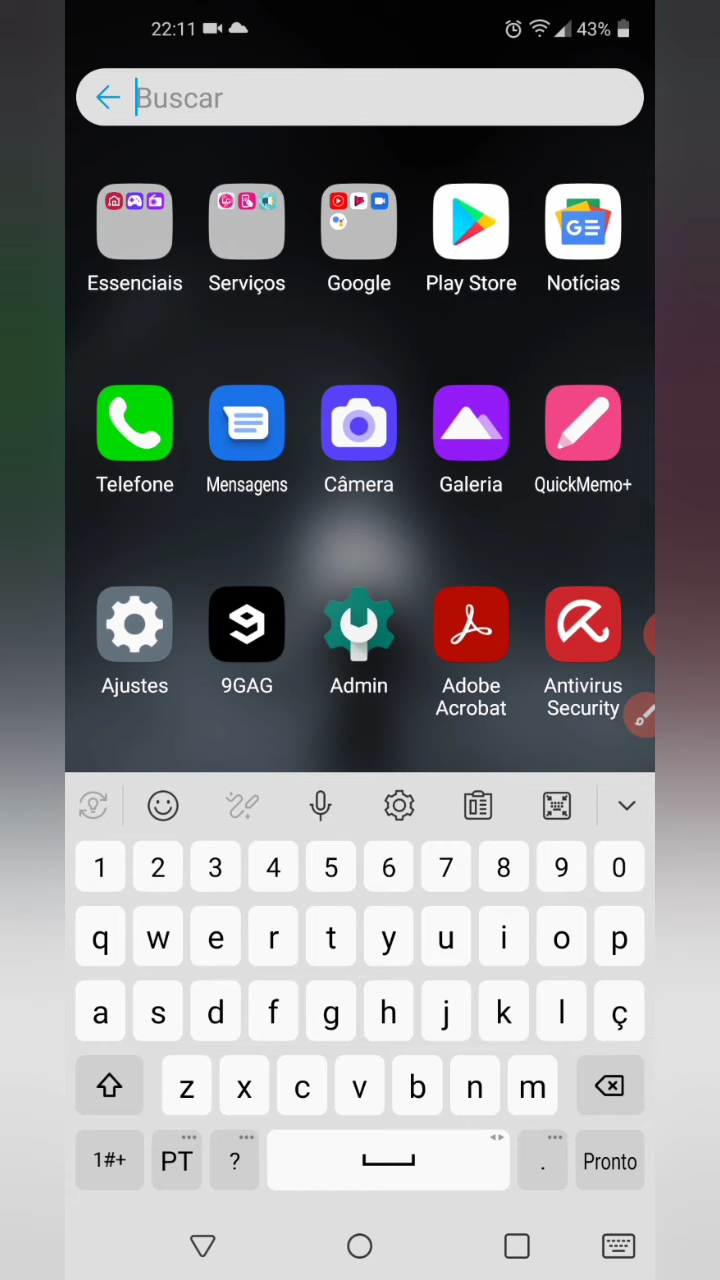 22:11 43%
Buscar
Essenciais Serviços Google Play Store Notícias
Telefone Mensagens Câmera Galeria QuickMemo+
Ajustes 9GAG Admin Adobe Acrobat Antivirus Security
1 2 3 4 5 6 7 8 9 0
q w e r t y u i o p
a s d f g h j k l ç
z x c v b n m
1#+ PT ? . Pronto